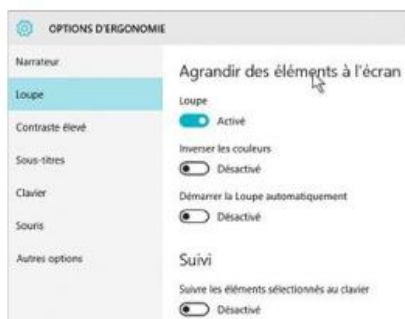 OPTIONS D'ERGONOMIE
Narrateur
Loupe
Contraste élevé
Sous-titres
Clavier
Souris
Autres options
Agrandir des éléments à l'écran
Loupe
Activé
Inverser les couleurs
Désactivé
Démarrer la Loupe automatiquement
Désactivé
Suivi
Suivre les éléments sélectionnés au clavier
Désactivé